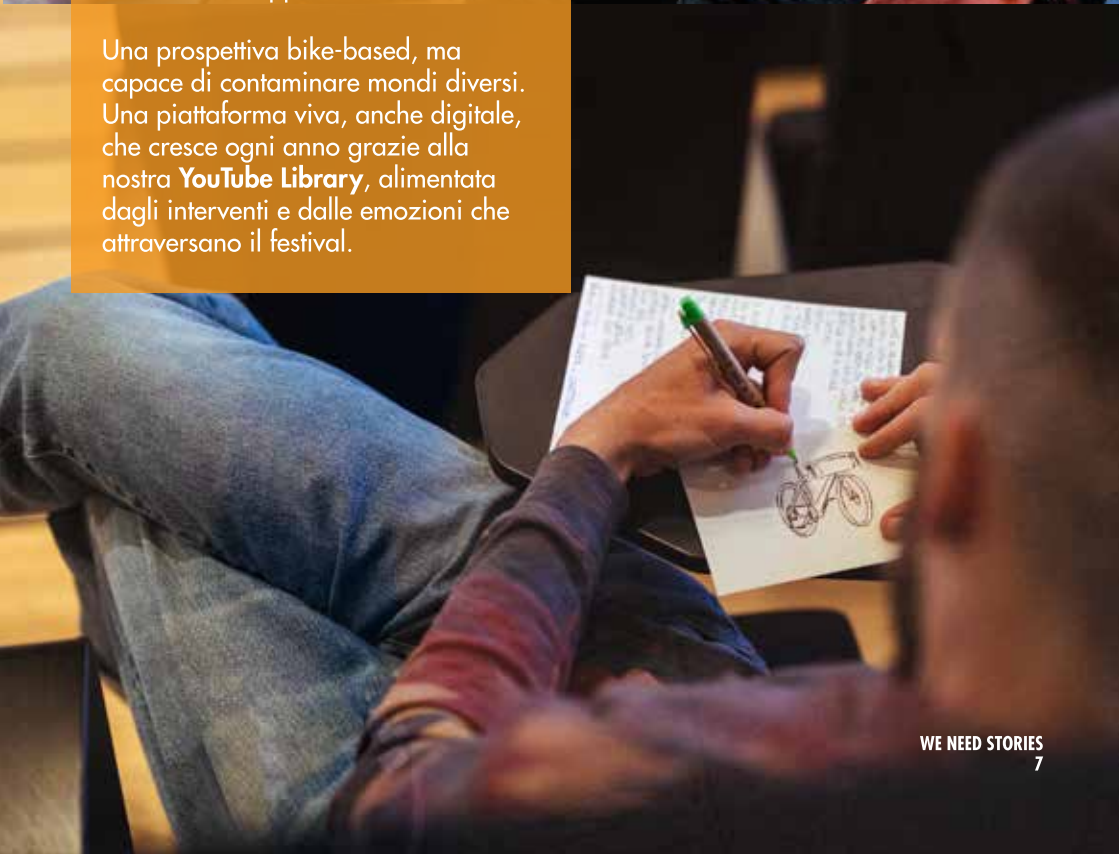 Una prospettiva bike-based, ma
capace di contaminare mondi diversi.
Una piattaforma viva, anche digitale,
che cresce ogni anno grazie alla
nostra YouTube Library, alimentata
dagli interventi e dalle emozioni che
attraversano il festival.
WE NEED STORIES
7